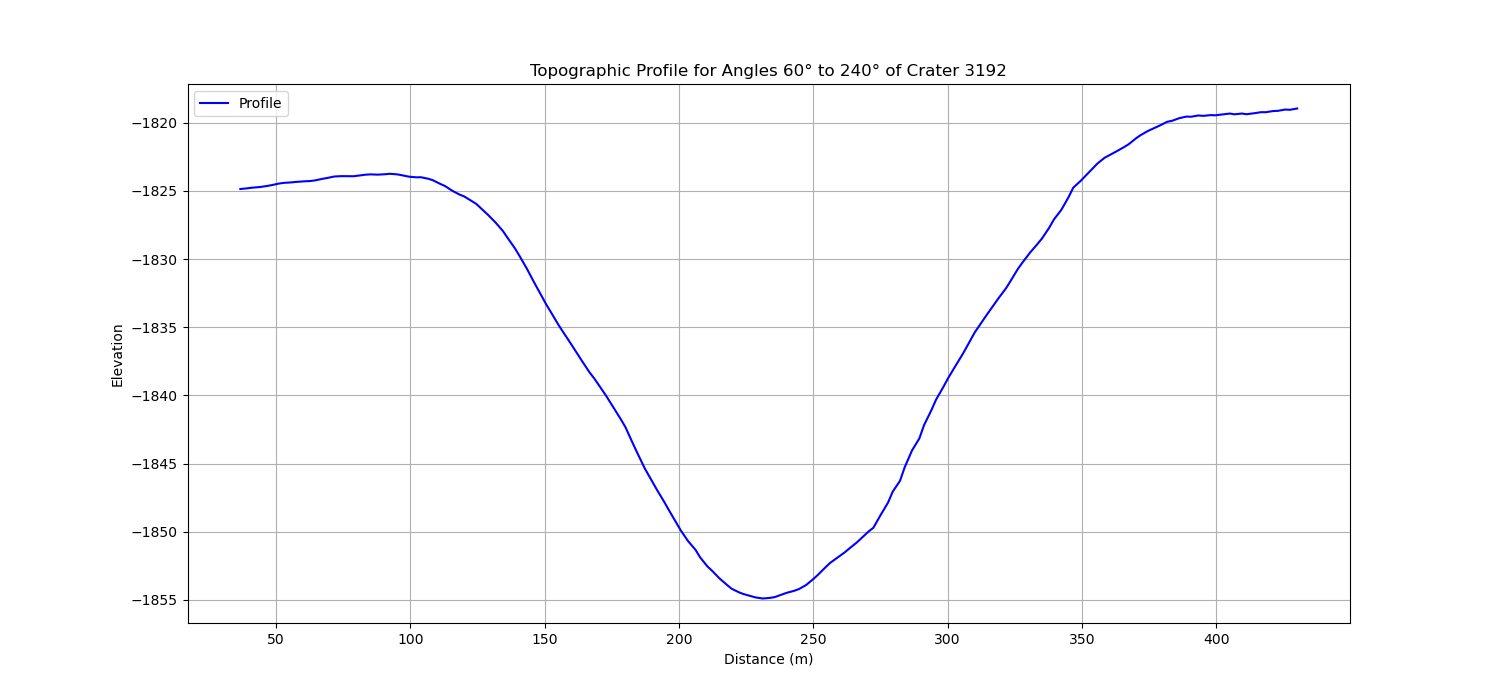 Topographic Profile for Angles 60° to 240° of Crater 3192
Profile
−1820
−1825
−1830
−1835
−1840
−1845
−1850
−1855
Elevation
50 100 150 200 250 300 350 400
Distance (m)